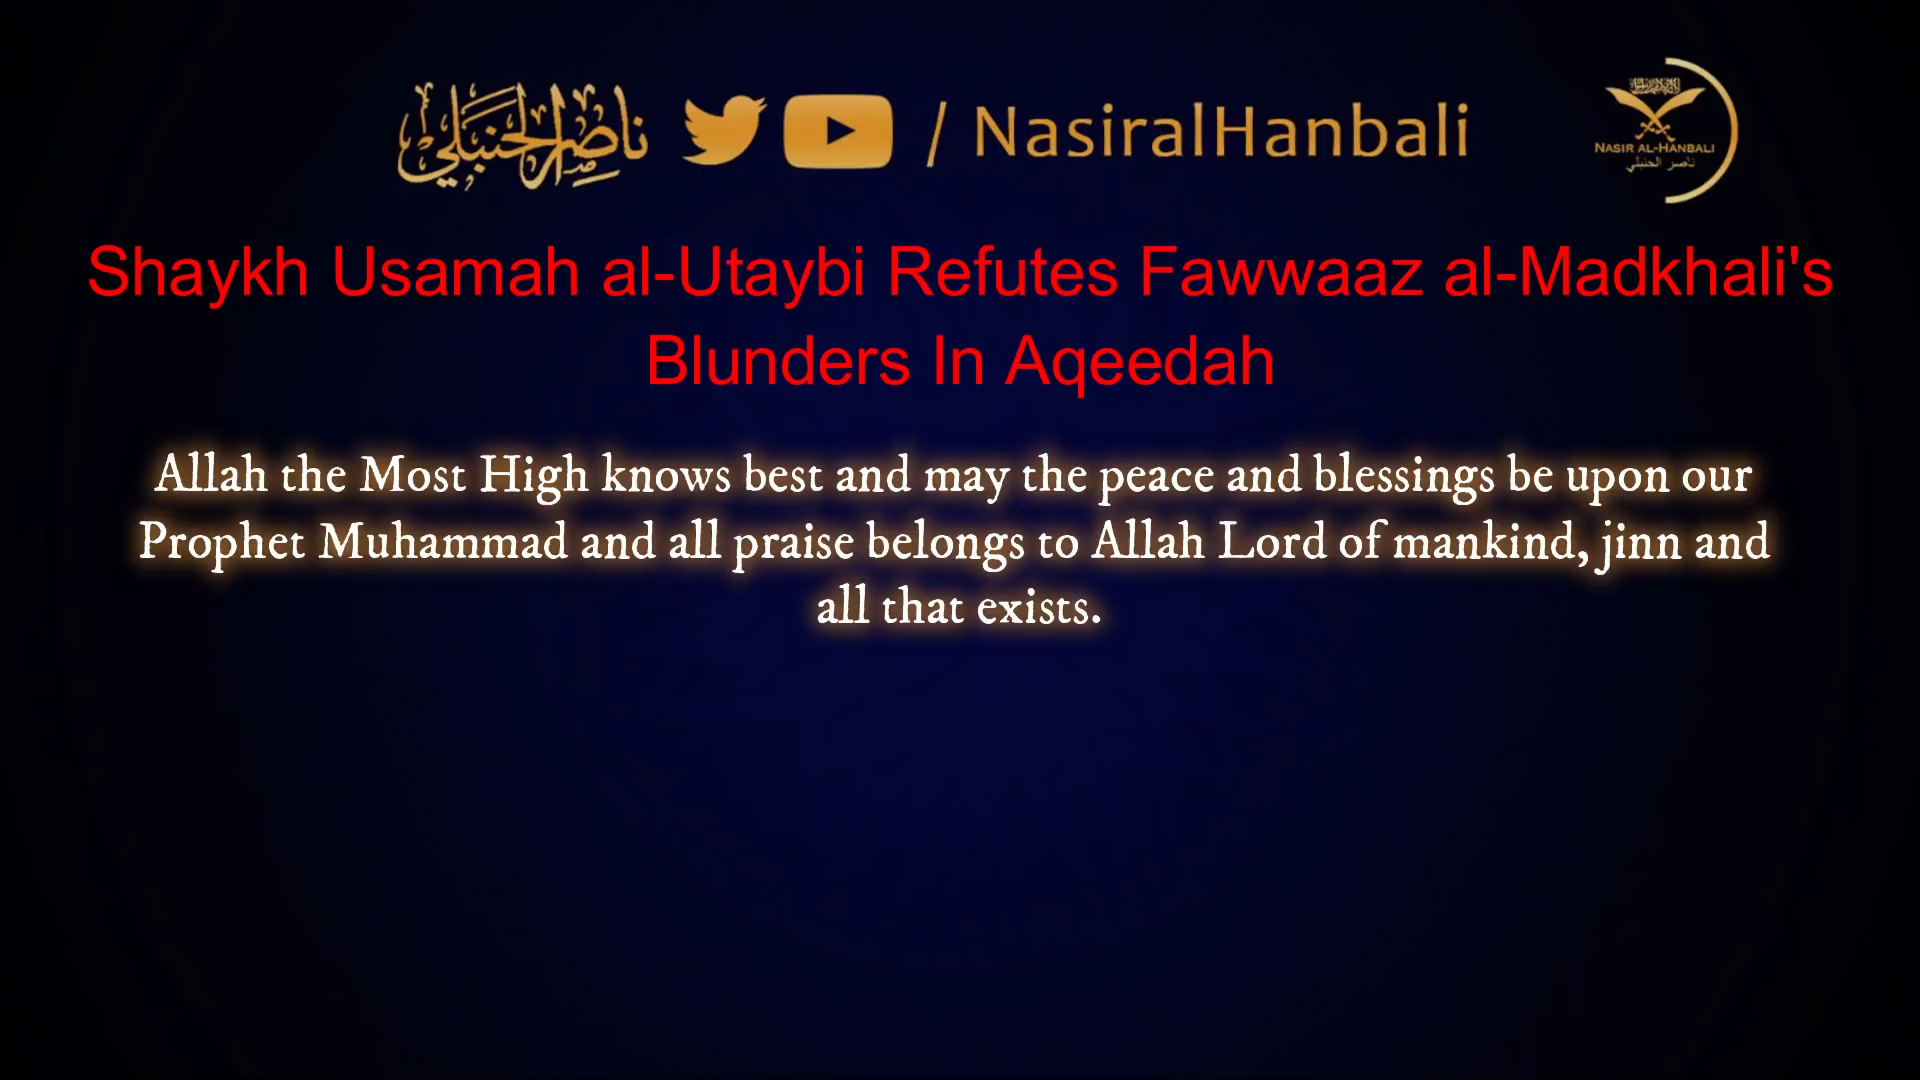 ناصر الحنبلي
/ NasiralHanbali
NASIR AL-HANBALI
ناصر الحنبلي
Shaykh Usamah al-Utaybi Refutes Fawwaaz al-Madkhali's
Blunders In Aqeedah
Allah the Most High knows best and may the peace and blessings be upon our
Prophet Muhammad and all praise belongs to Allah Lord of mankind, jinn and
all that exists.